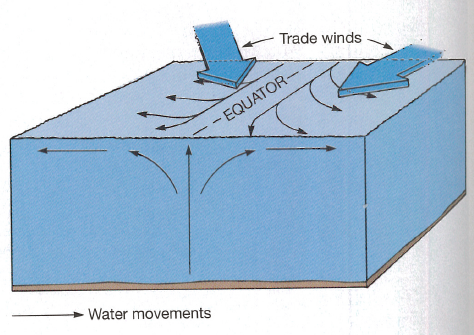 Trade winds
EQUATOR
Water movements